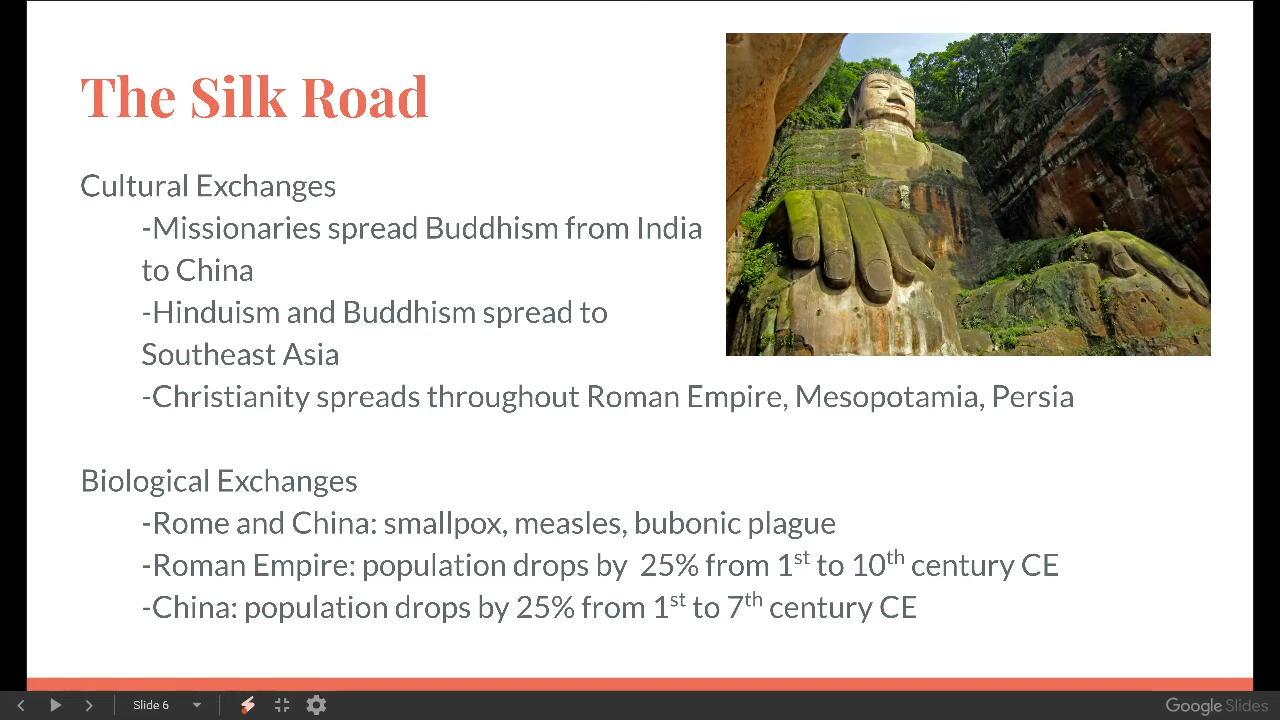 The Silk Road
Cultural Exchanges
-Missionaries spread Buddhism from India
to China
-Hinduism and Buddhism spread to
Southeast Asia
-Christianity spreads throughout Roman Empire, Mesopotamia, Persia
Biological Exchanges
-Rome and China: smallpox, measles, bubonic plague
-Roman Empire: population drops by  25% from 1st to 10th century CE
-China: population drops by 25% from 1st to 7th century CE
Slide 6
Google Slides